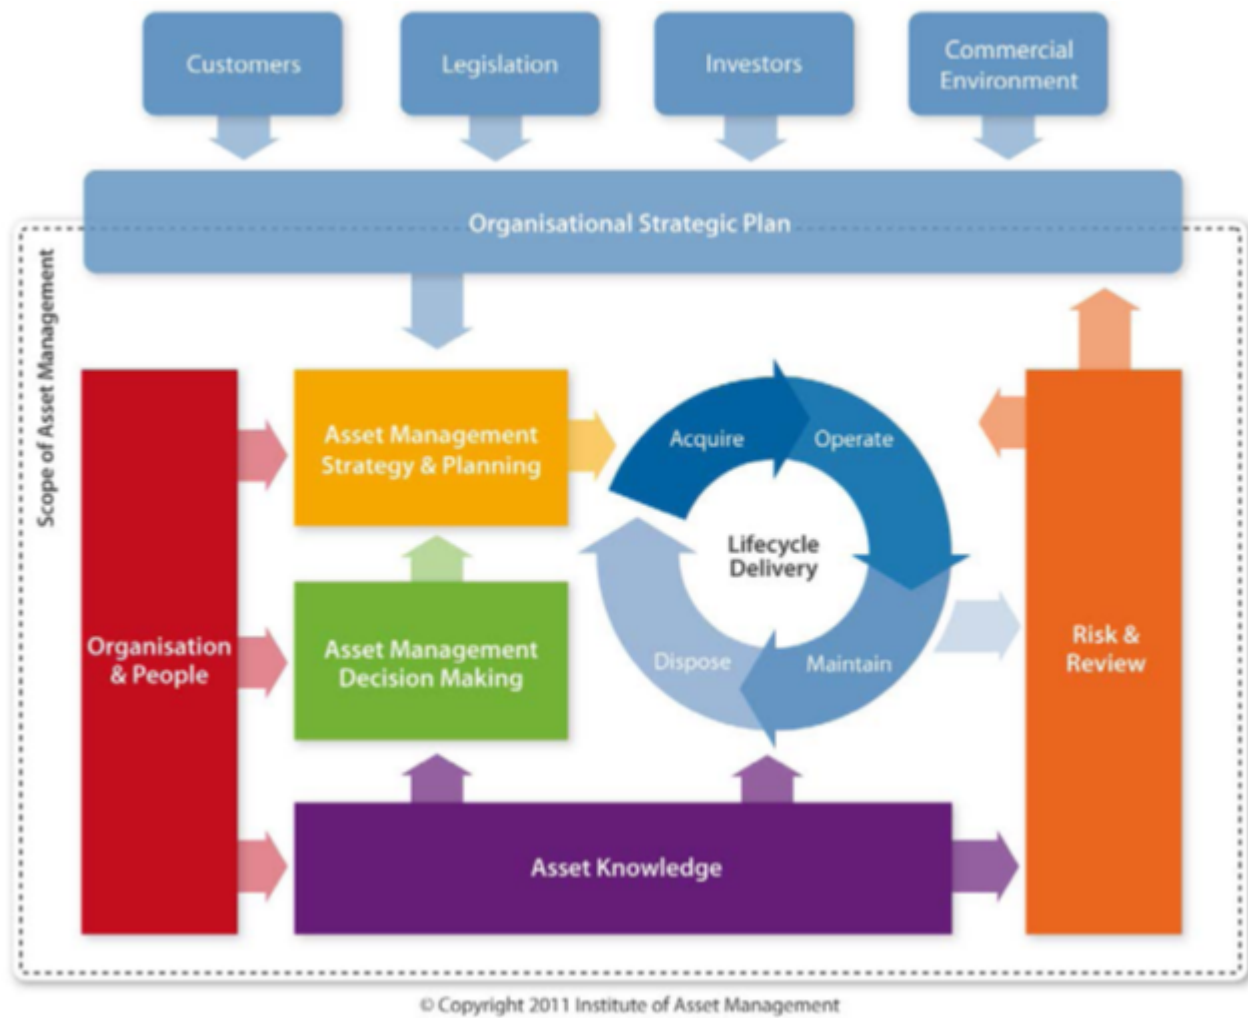 Customers
Legislation
Investors
Commercial
Environment
Organisational Strategic Plan
Scope of Asset Management
Asset Management
Strategy & Planning
Acquire
Operate
Lifecycle
Delivery
Organisation
& People
Asset Management
Decision Making
Dispose
Maintain
Risk &
Review
Asset Knowledge
© Copyright 2011 Institute of Asset Management